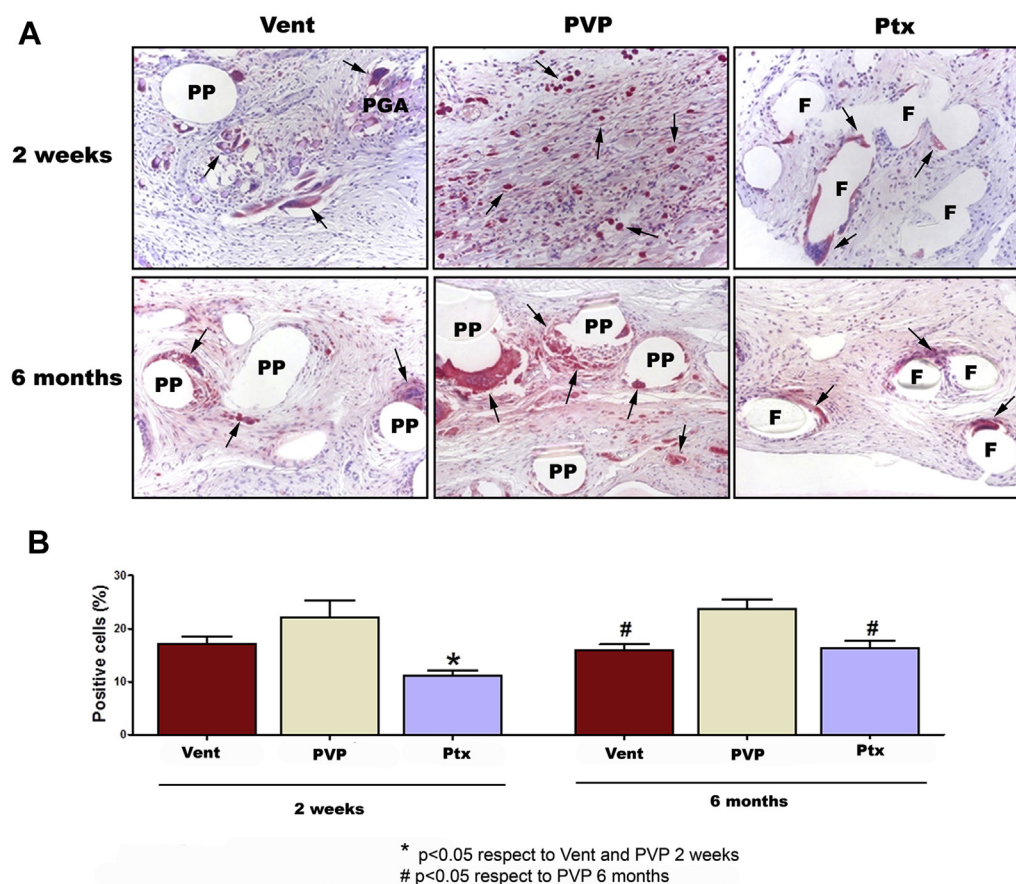 A
Vent PVP Ptx
2 weeks
PP PGA
F F F F
6 months
PP PP PP
PP PP PP PP
F F F F
B
Positive cells (%)
30
20
10
0
* # #
Vent PVP Ptx Vent PVP Ptx
2 weeks 6 months
* p<0.05 respect to Vent and PVP 2 weeks
# p<0.05 respect to PVP 6 months